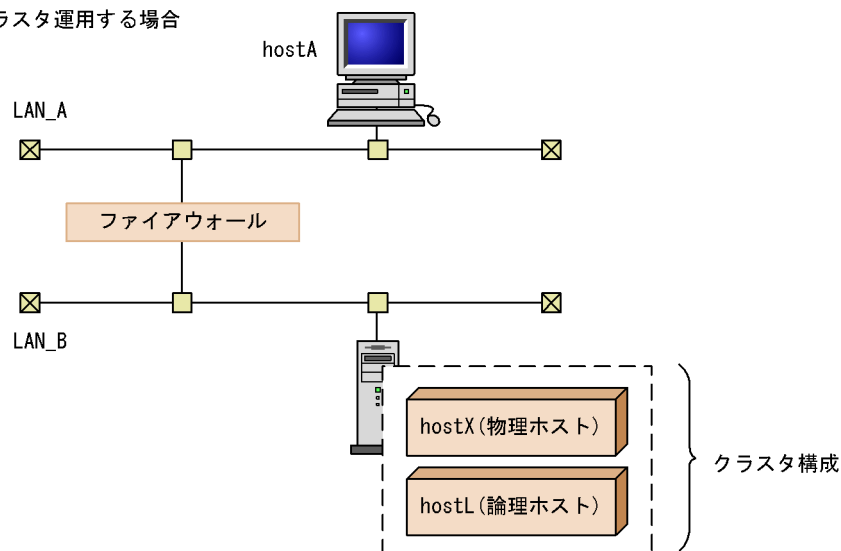 ラスタ運用する場合
hostA
LAN_A
ファイアウォール
LAN_B
hostX(物理ホスト)
hostL(論理ホスト)
クラスタ構成